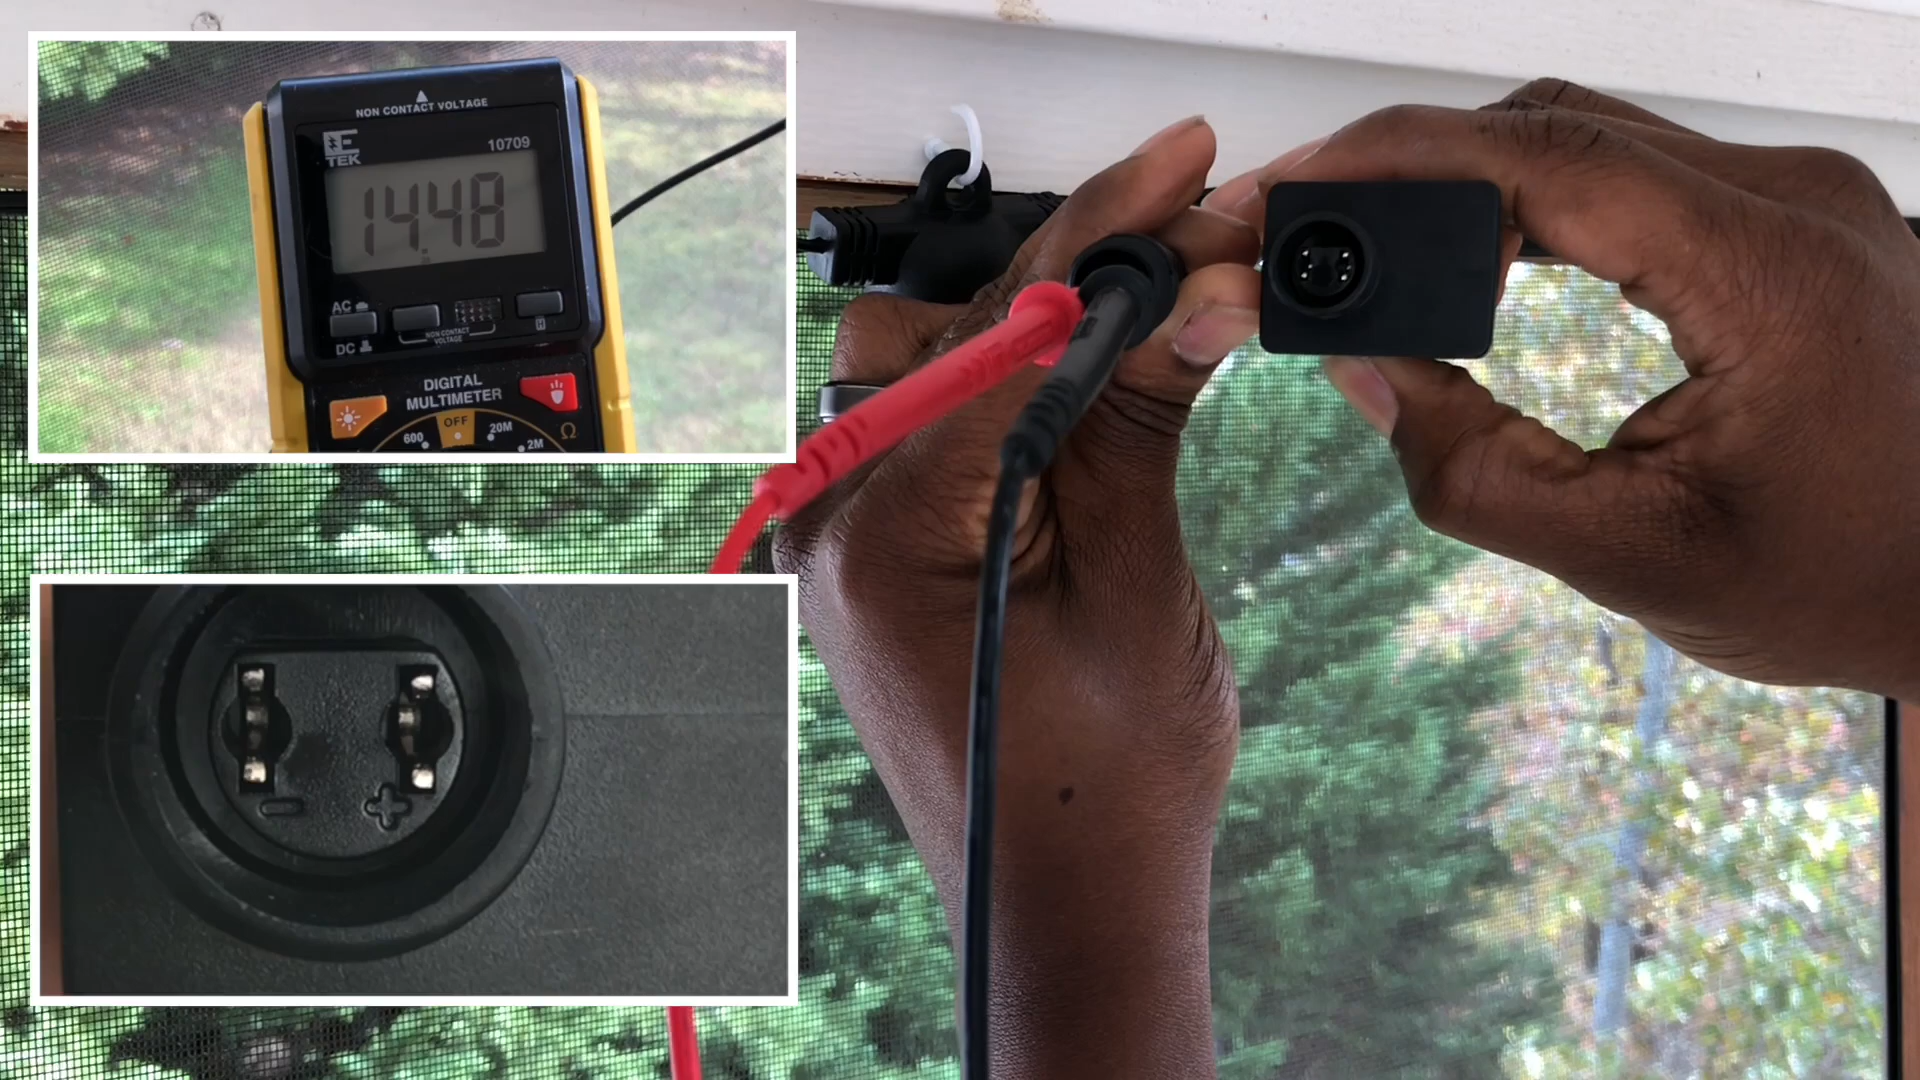 NON CONTACT VOLTAGE
E
TEK
10709
14.48
AC
DC
NON CONTACT
VOLTAGE
H
DIGITAL
MULTIMETER
OFF
600
20M
2M
Ω
- +